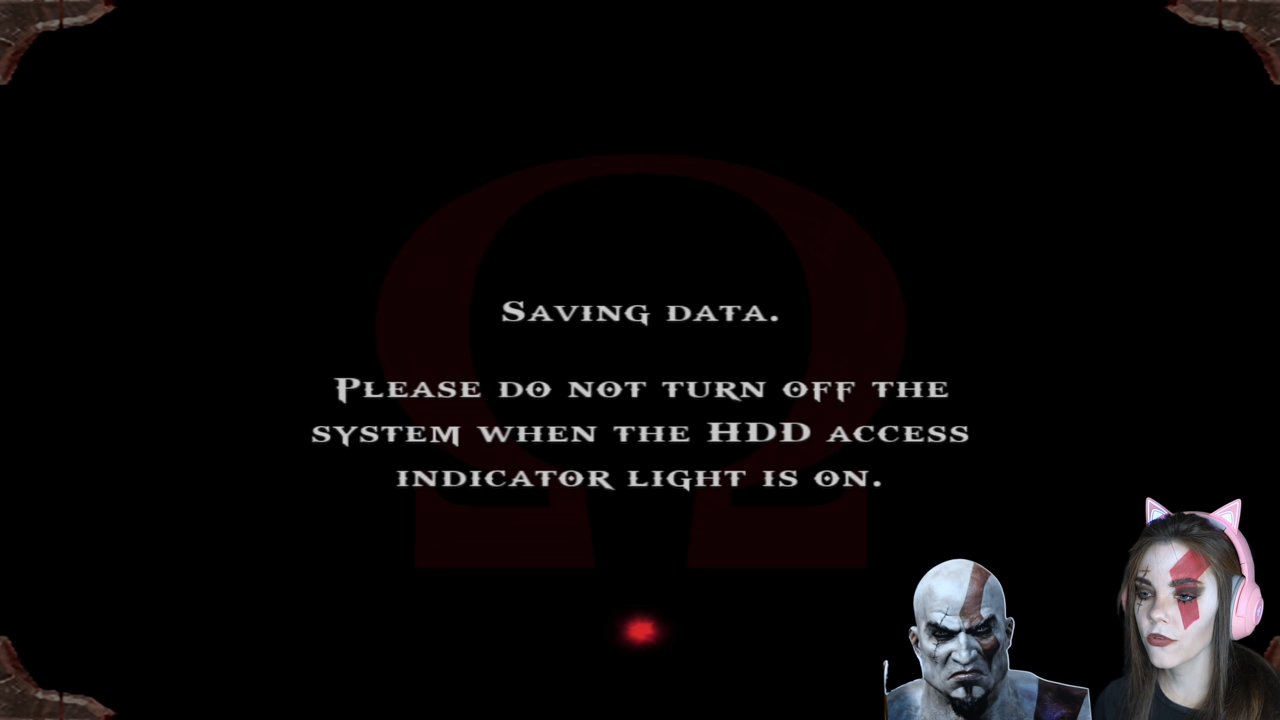 Saving data.
Please do not turn off the
system when the HDD access
indicator light is on.